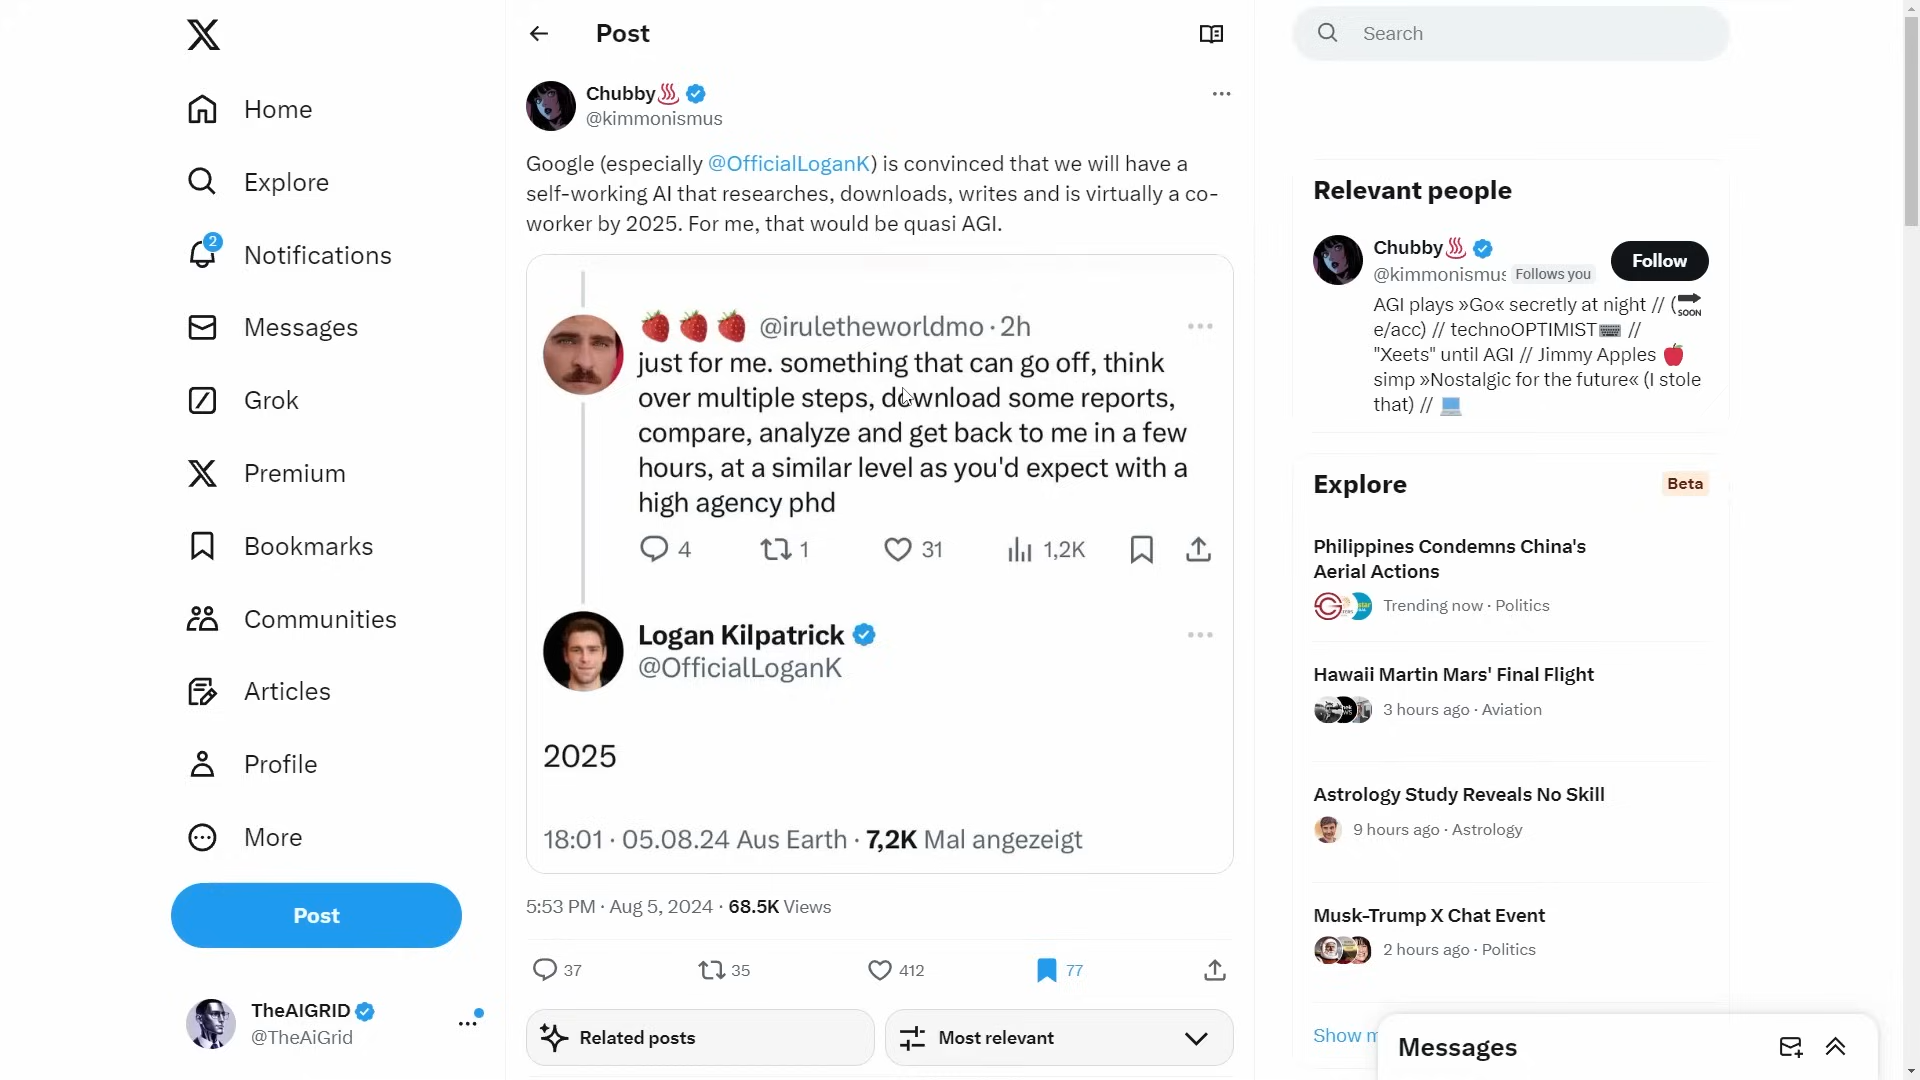 Home
Explore
2
Notifications
Messages
Grok
Premium
Bookmarks
Communities
Articles
Profile
More
Post
TheAIGRID
@TheAiGrid
Post
Chubby♨️
@kimmonismus
Google (especially @OfficialLoganK) is convinced that we will have a
self-working AI that researches, downloads, writes and is virtually a co-
worker by 2025. For me, that would be quasi AGI.
🍓 🍓 🍓 @iruletheworldmo · 2h
just for me. something that can go off, think
over multiple steps, download some reports,
compare, analyze and get back to me in a few
hours, at a similar level as you'd expect with a
high agency phd
4 1 31 1,2K
Logan Kilpatrick
@OfficialLoganK
2025
18:01 · 05.08.24 Aus Earth · 7,2K Mal angezeigt
5:53 PM · Aug 5, 2024 · 68.5K Views
37 35 412 77
Related posts
Most relevant
Search
Relevant people
Chubby♨️
@kimmonismus Follows you
Follow
AGI plays »Go« secretly at night // (🔜
e/acc) // technoOPTIMIST⌨️ //
"Xeets" until AGI // Jimmy Apples 🍎
simp »Nostalgic for the future« (I stole
that) // 💻
Explore
Beta
Philippines Condemns China's
Aerial Actions
Trending now · Politics
Hawaii Martin Mars' Final Flight
3 hours ago · Aviation
Astrology Study Reveals No Skill
9 hours ago · Astrology
Musk-Trump X Chat Event
2 hours ago · Politics
Show
Messages